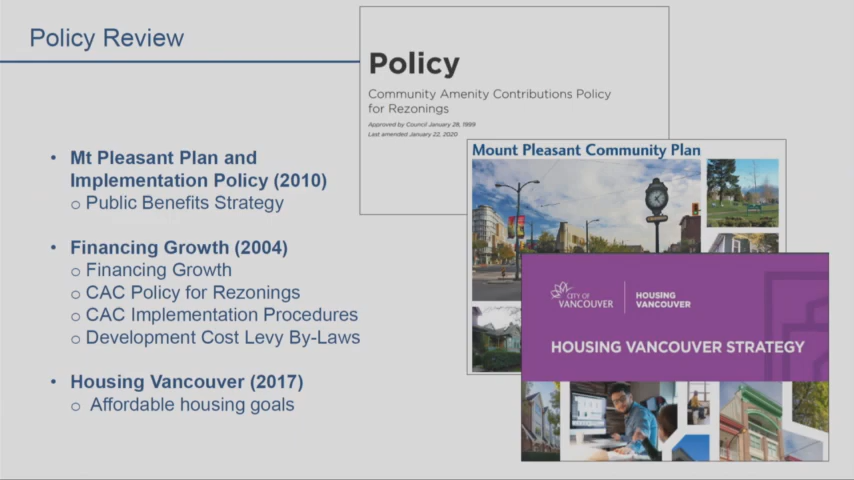 Policy Review
Policy
Community Amenity Contributions Policy
for Rezonings
Approved by Council January 28, 1999
Last amended January 22, 2020
• Mt Pleasant Plan and
Implementation Policy (2010)
o Public Benefits Strategy
• Financing Growth (2004)
o Financing Growth
o CAC Policy for Rezonings
o CAC Implementation Procedures
o Development Cost Levy By-Laws
• Housing Vancouver (2017)
o Affordable housing goals
Mount Pleasant Community Plan
CITY OF
VANCOUVER
HOUSING
VANCOUVER
HOUSING VANCOUVER STRATEGY